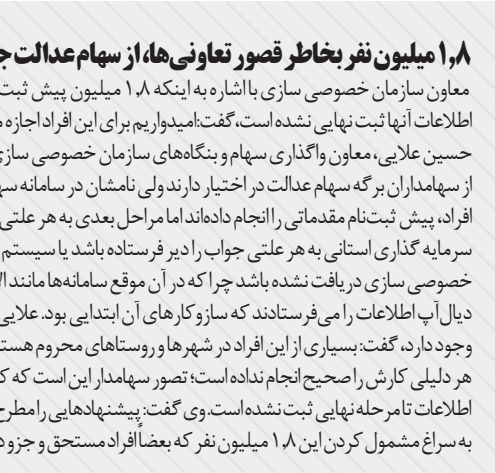 ۱٫۸ میلیون نفر بخاطر قصور تعاونی‌ها، از سهام عدالت
معاون سازمان خصوصی سازی با اشاره به اینکه ۱٫۸ میلیون پیش ثبت
اطلاعات آنها ثبت نهایی نشده است، گفت: امیدواریم برای این افراد اجازه
حسین علایی، معاون واگذاری سهام و بنگاه‌های سازمان خصوصی سازی
از سهامداران برگه سهام عدالت در اختیار دارند ولی نامشان در سامانه
افراد، پیش ثبت‌نام مقدماتی را انجام داده‌اند اما مراحل بعدی به هر علتی
سرمایه گذاری استانی به هر علتی جواب را دیر فرستاده باشد یا سیستم
خصوصی سازی دریافت نشده باشد چرا که در آن موقع سامانه‌ها مانند
دیال‌آپ اطلاعات را می‌فرستادند که سازوکارهای آن ابتدایی بود. علایی
وجود دارد، گفت: بسیاری از این افراد در شهرها و روستاهای محروم
هر دلیلی کارش را صحیح انجام نداده است؛ تصور سهامدار این است که
اطلاعات تا مرحله نهایی ثبت نشده است. وی گفت: پیشنهادهایی را مطرح
به سراغ مشمول کردن این ۱٫۸ میلیون نفر که بعضاً افراد مستحق و جزو